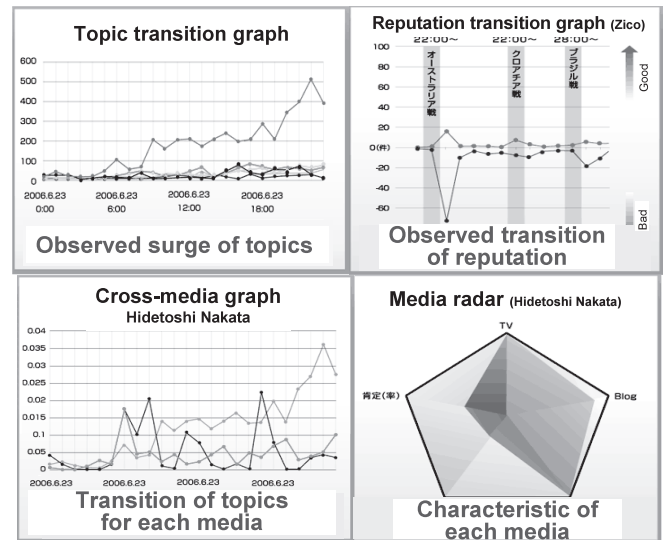 Topic transition graph
600
500
400
300
200
100
0
2006.6.23
0:00
2006.6.23
6:00
2006.6.23
12:00
2006.6.23
18:00
Observed surge of topics
Reputation transition graph (Zico)
22:00~
22:00~
28:00~
100
80
60
40
20
0(件)
-20
-40
-60
オーストラリア戦
クロアチア戦
ブラジル戦
Good
Bad
Observed transition
of reputation
Cross-media graph
Hidetoshi Nakata
0.04
0.035
0.03
0.025
0.02
0.015
0.1
0.05
0
2006.6.23
2006.6.23
2006.6.23
2006.6.23
Transition of topics
for each media
Media radar (Hidetoshi Nakata)
TV
肯定(率)
Blog
Characteristic of
each media